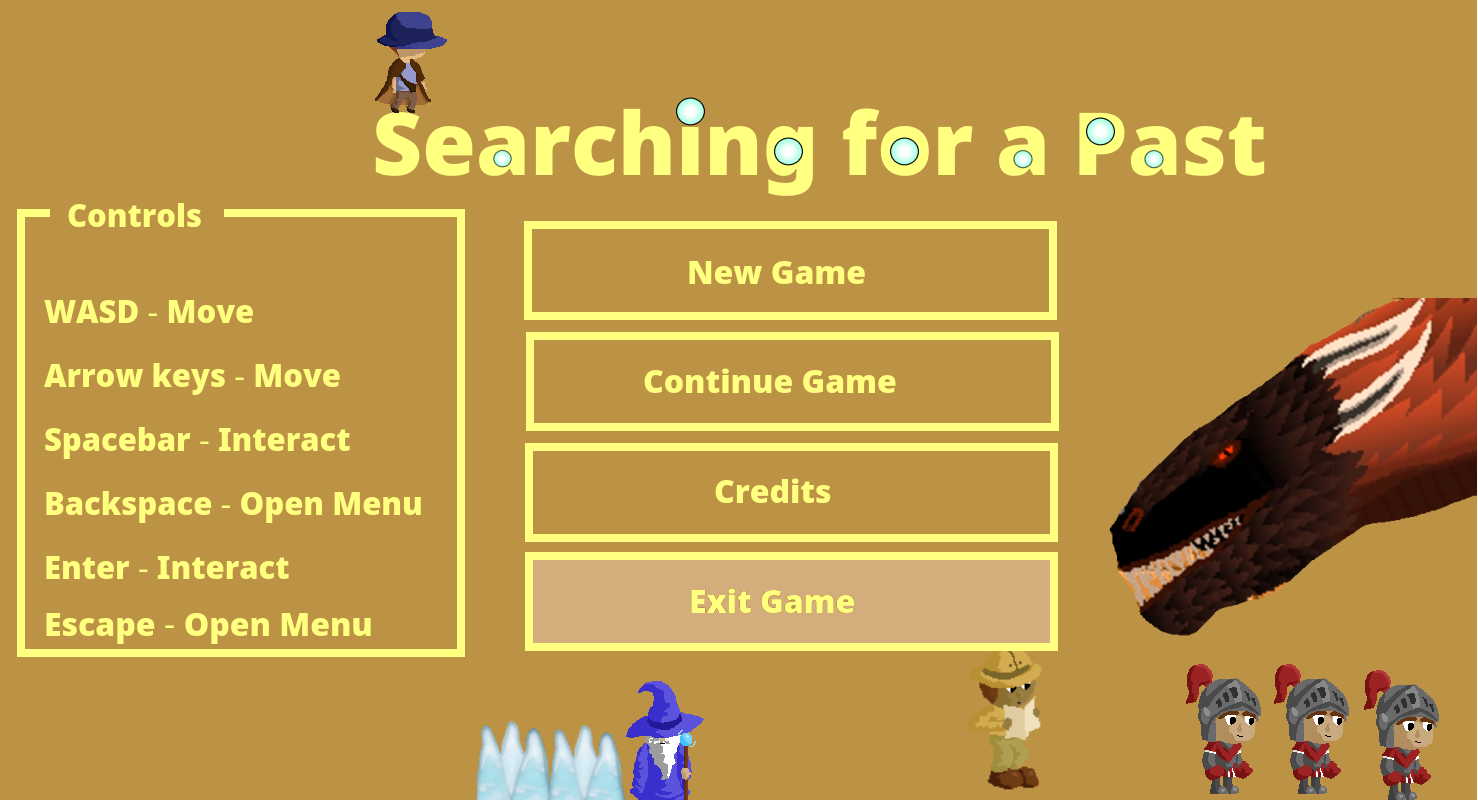 Searching for a Past
Controls
WASD - Move
Arrow keys - Move
Spacebar - Interact
Backspace - Open Menu
Enter - Interact
Escape - Open Menu
New Game
Continue Game
Credits
Exit Game